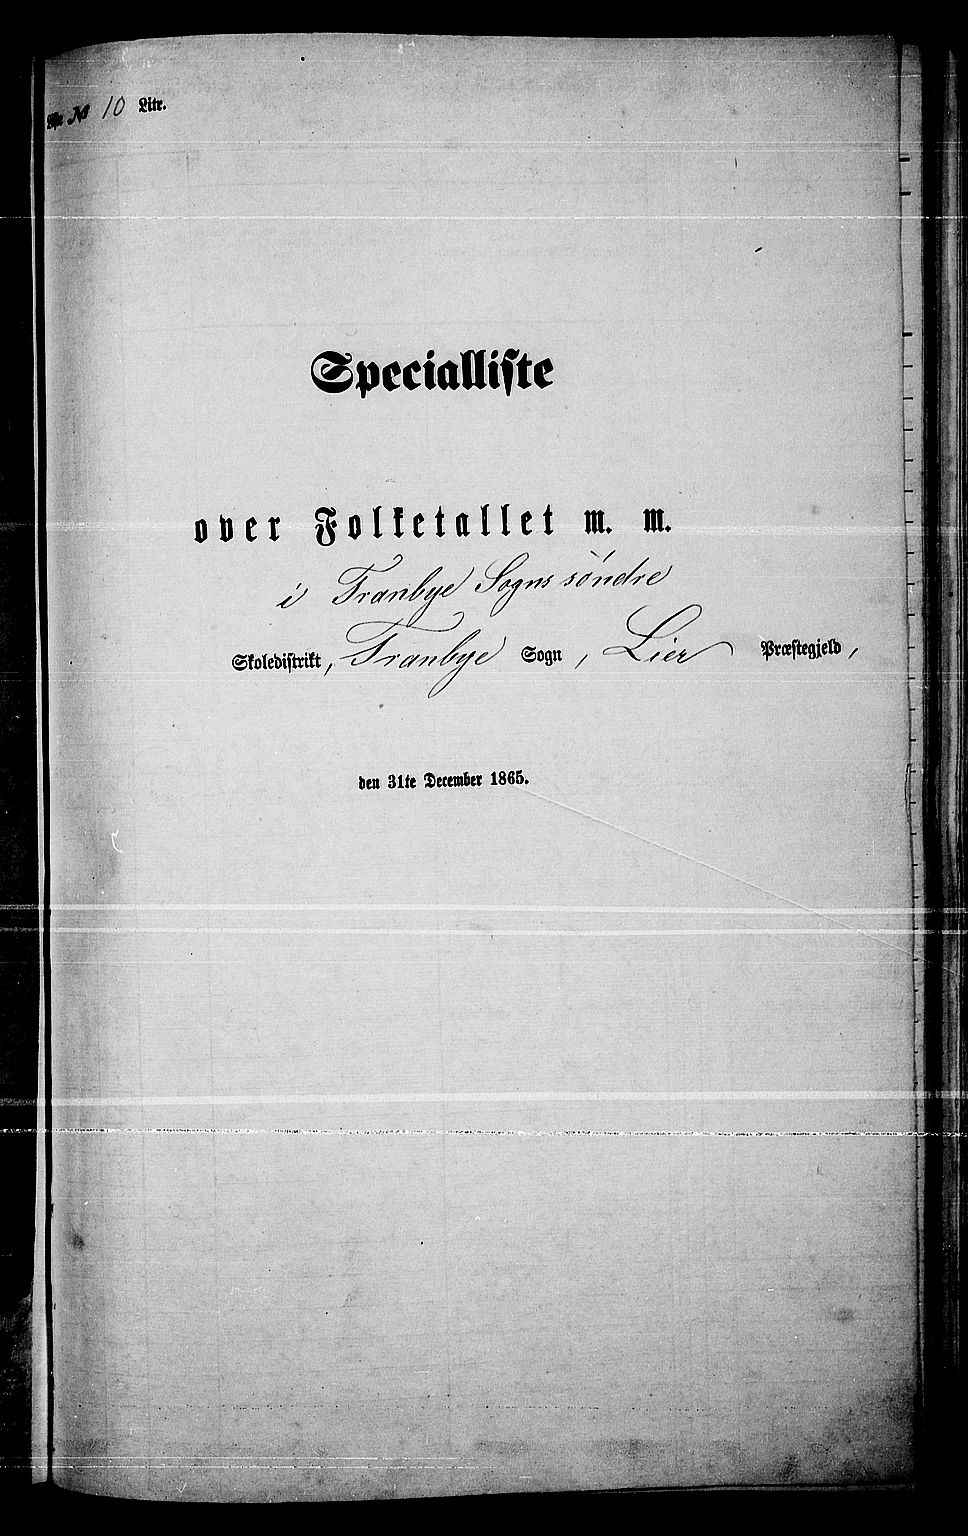 № 10 Litr.
Specialliste
over Folketallet m. m.
i Tranbye Sogns søndre
Skoledistrikt, Tranbye Sogn, Lier Præstegjeld,
den 31te December 1865.